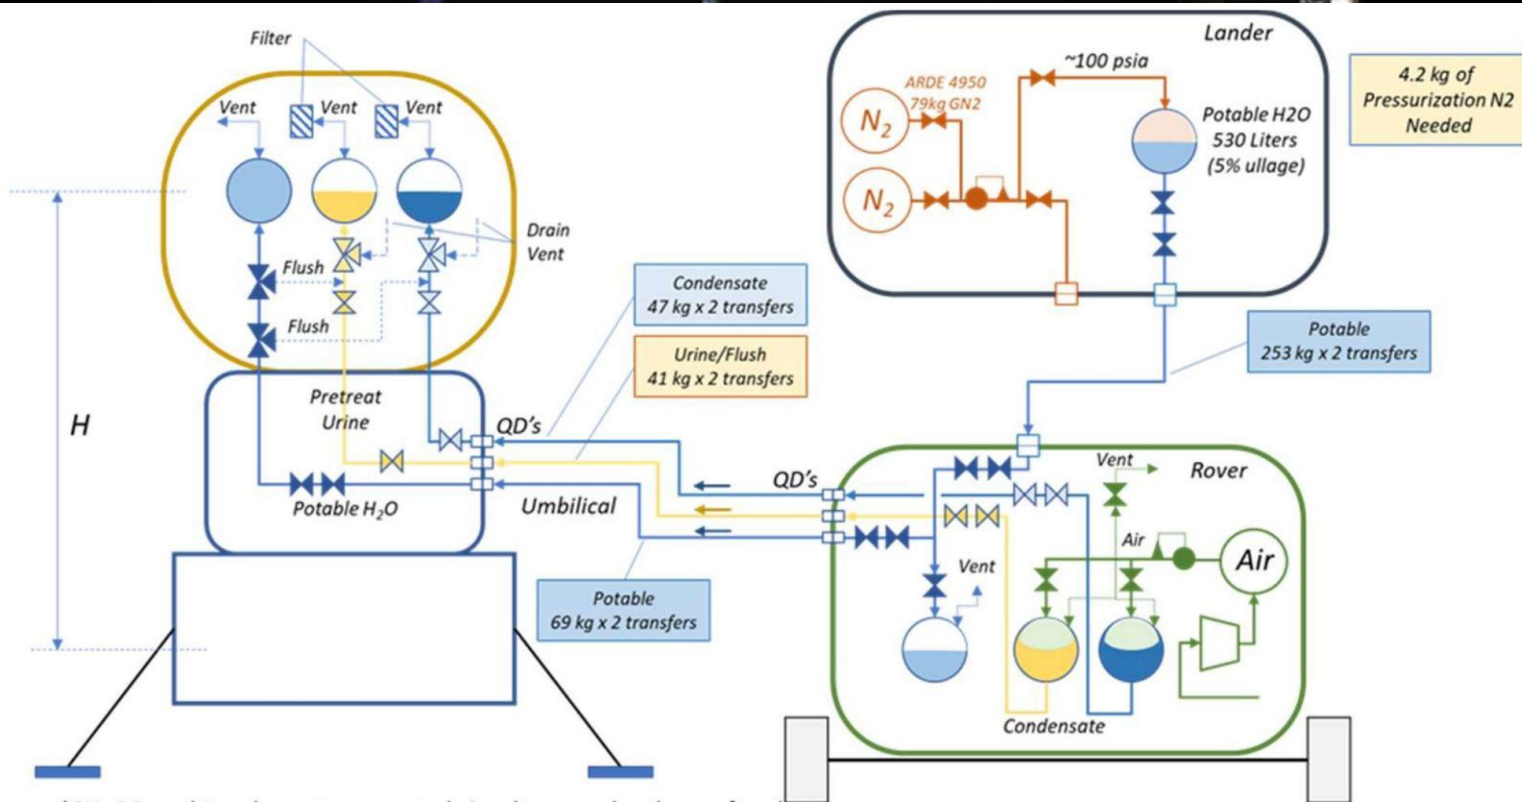 Filter
Vent
Vent
Vent
Drain
Vent
Flush
Flush
H
Pretreat
Urine
Potable H₂O
QD's
Umbilical
Condensate
47 kg x 2 transfers
Urine/Flush
41 kg x 2 transfers
Potable
69 kg x 2 transfers
QD's
Lander
ARDE 4950
79kg GN2
N₂
N₂
~100 psia
Potable H2O
530 Liters
(5% ullage)
4.2 kg of
Pressurization N2
Needed
Potable
253 kg x 2 transfers
Rover
Vent
Air
Air
Vent
Condensate